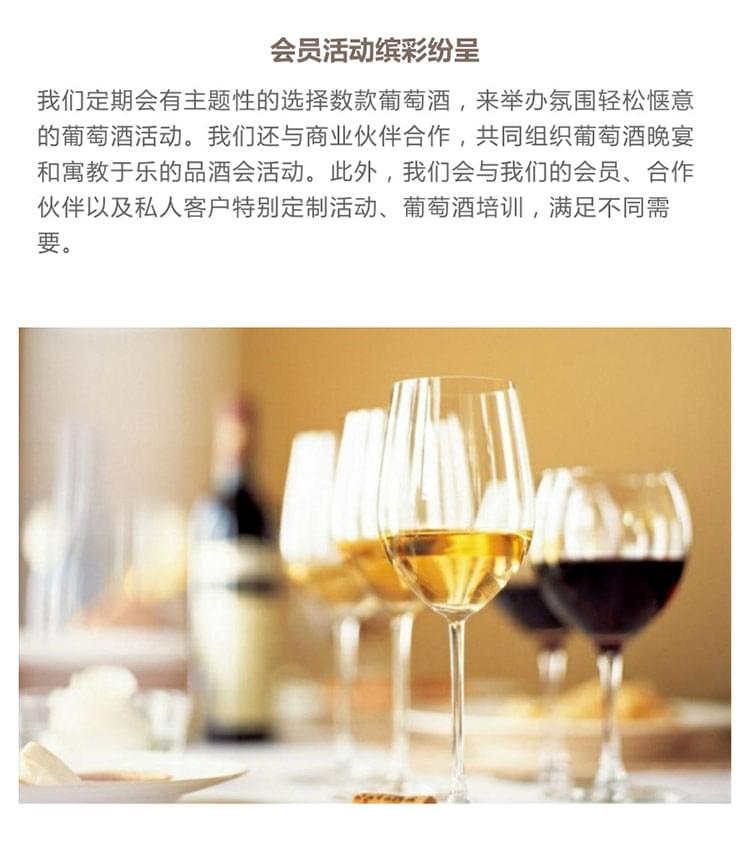 会员活动缤彩纷呈
我们定期会有主题性的选择数款葡萄酒，来举办氛围轻松惬意
的葡萄酒活动。我们还与商业伙伴合作，共同组织葡萄酒晚宴
和寓教于乐的品酒会活动。此外，我们会与我们的会员、合作
伙伴以及私人客户特别定制活动、葡萄酒培训，满足不同需
要。